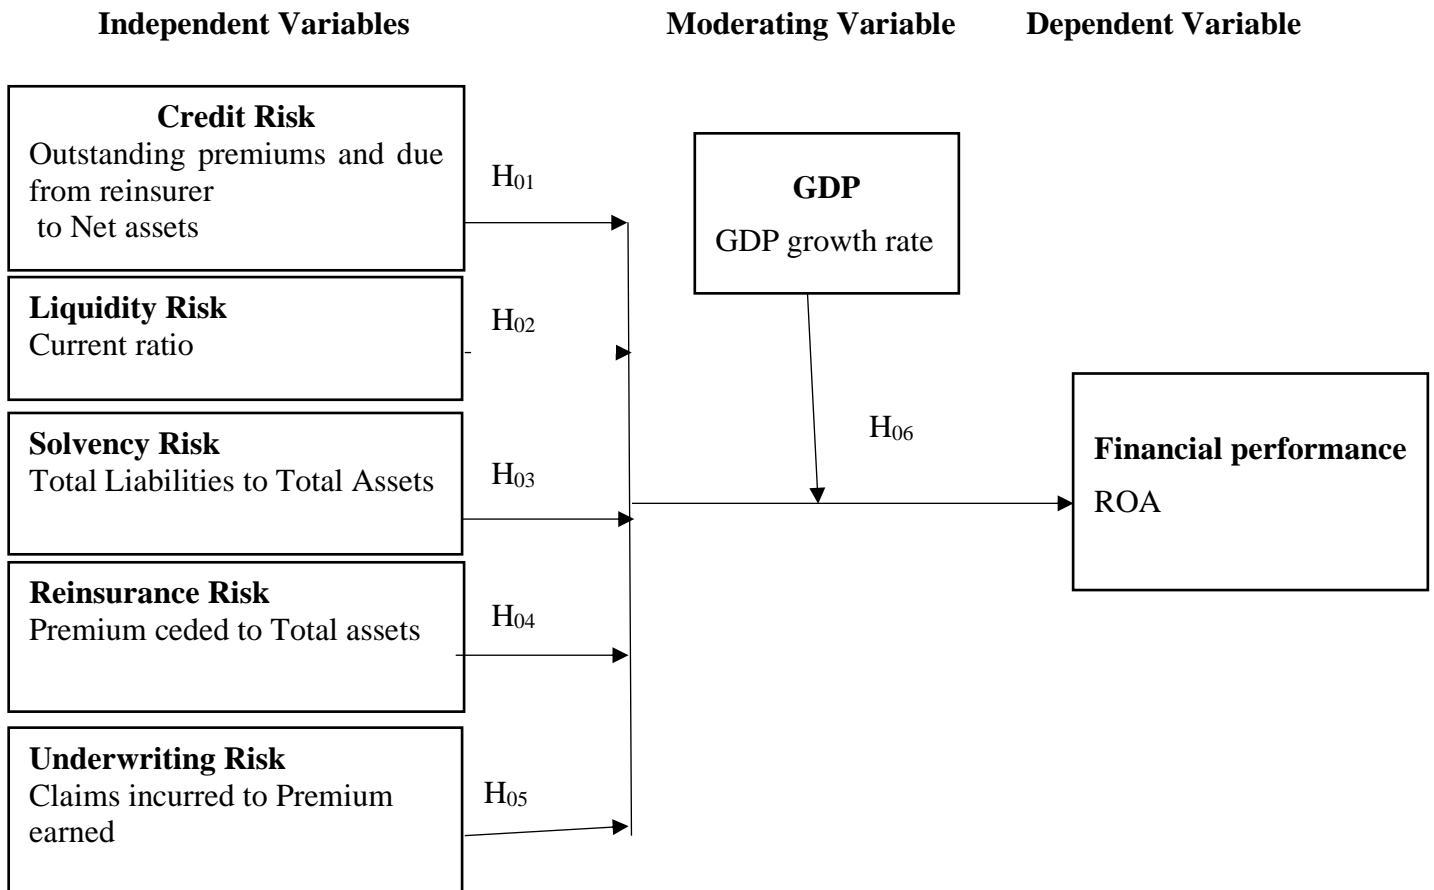 Independent Variables
Moderating Variable
Dependent Variable
Credit Risk
Outstanding premiums and due
from reinsurer
to Net assets
H01
GDP
GDP growth rate
Liquidity Risk
Current ratio
H02
Solvency Risk
Total Liabilities to Total Assets
H03
H06
Financial performance
ROA
Reinsurance Risk
Premium ceded to Total assets
H04
Underwriting Risk
Claims incurred to Premium
earned
H05